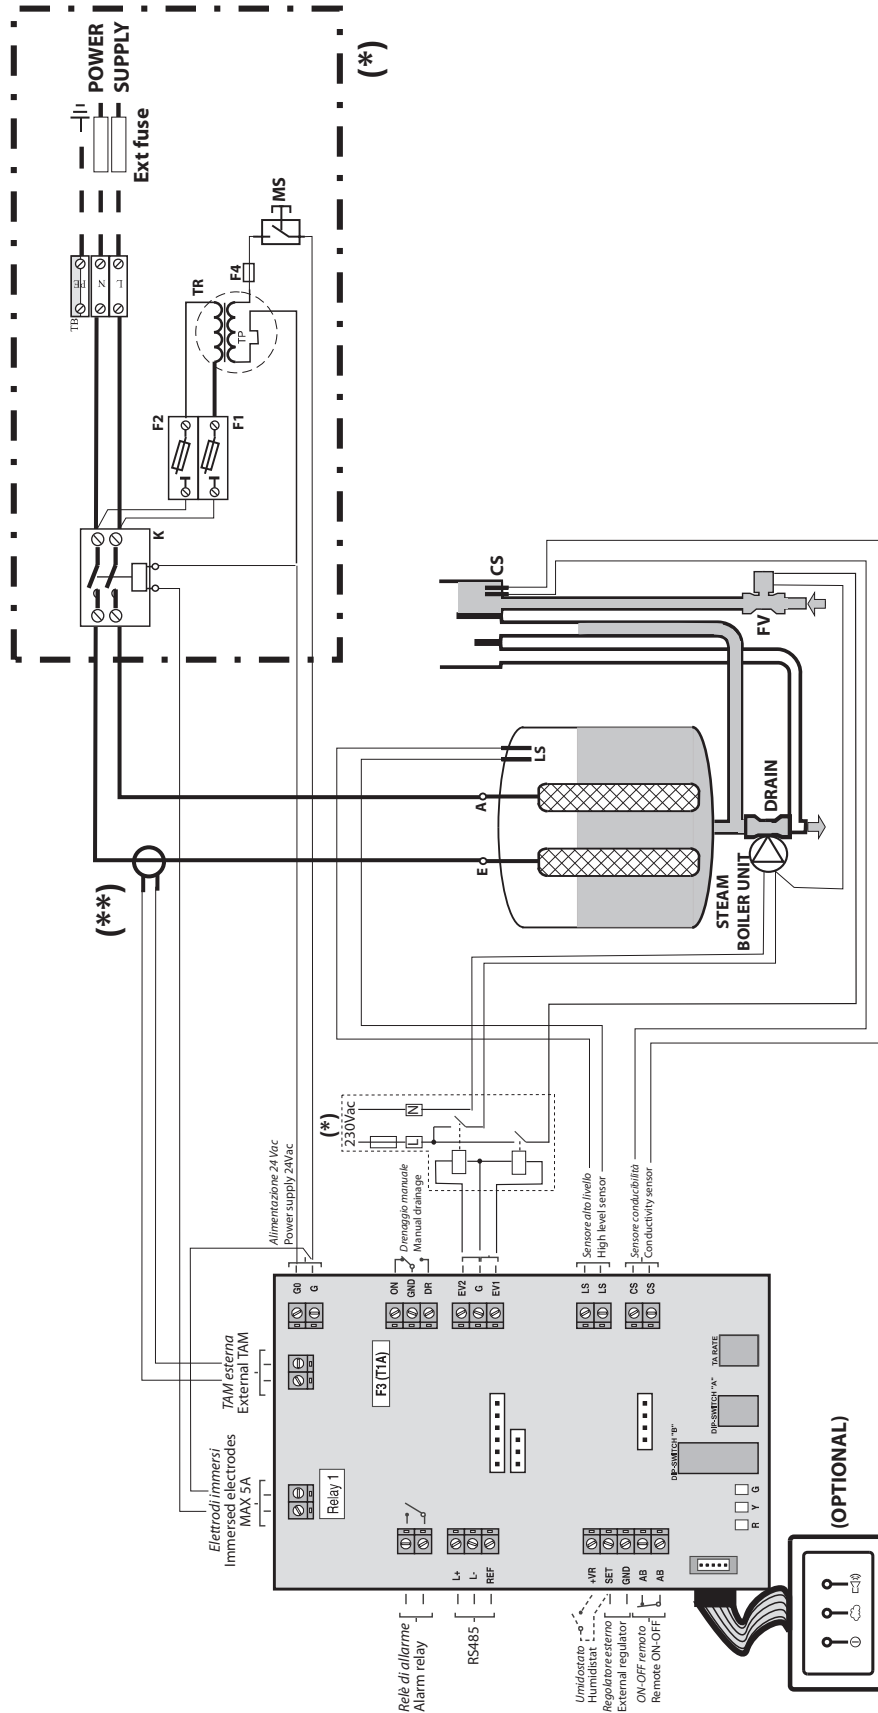 POWER
SUPPLY
(*)
Ext fuse
MS
PE
N
L
TB
TR
F4
TP
F2
F1
K
CS
FV
LS
A
E
DRAIN
STEAM
BOILER UNIT
(**)
(*)
230Vac
N
L
Alimentazione 24 Vac
Power supply 24Vac
Drenaggio manuale
Manual drainage
Sensore alto livello
High level sensor
Sensore conducibilità
Conductivity sensor
G0
G
ON
GND
DR
EV2
G
EV1
LS
LS
CS
CS
TAM esterna
External TAM
F3 (T1A)
TA RATE
DIP-SWITCH "A"
DIP-SWITCH "B"
Elettrodi immersi
Immersed electrodes
MAX 5A
Relay 1
R
Y
G
(OPTIONAL)
L+
L-
REF
+VR
SET
GND
AB
AB
Relè di allarme
Alarm relay
RS485
Umidostato
Humidistat
Regolatore esterno
External regulator
ON-OFF remoto
Remote ON-OFF